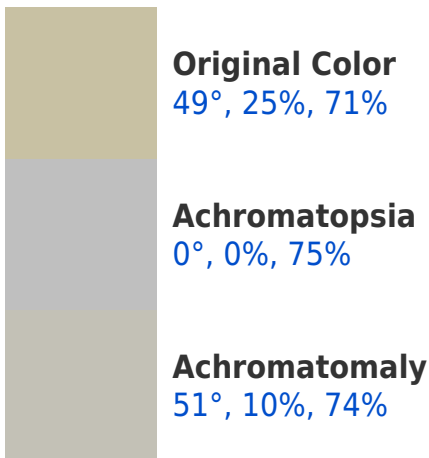 Original Color
49°, 25%, 71%
Achromatopsia
0°, 0%, 75%
Achromatomaly
51°, 10%, 74%